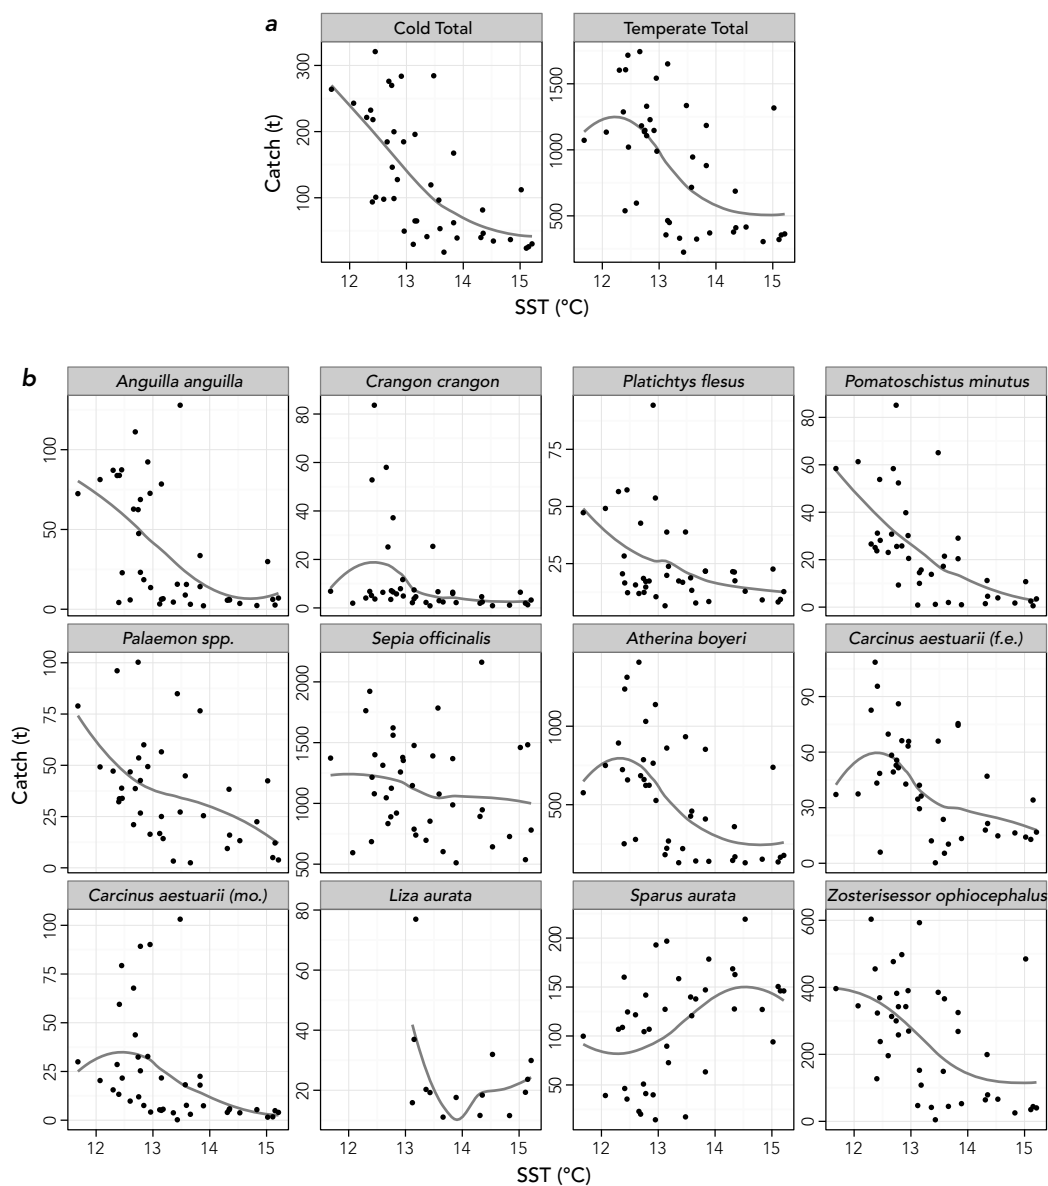 a
Cold Total
Temperate Total
Catch (t)
300
200
100
1500
1000
500
12 13 14 15
12 13 14 15
SST (°C)
b
Anguilla anguilla
Crangon crangon
Platichtys flesus
Pomatoschistus minutus
100
50
0
80
60
40
20
0
75
50
25
80
60
40
20
0
Palaemon spp.
Sepia officinalis
Atherina boyeri
Carcinus aestuarii (f.e.)
Catch (t)
100
75
50
25
0
2000
1500
1000
500
1000
500
90
60
30
0
Carcinus aestuarii (mo.)
Liza aurata
Sparus aurata
Zosterisessor ophiocephalus
100
75
50
25
0
80
60
40
20
200
150
100
50
600
400
200
0
12 13 14 15
12 13 14 15
12 13 14 15
12 13 14 15
SST (°C)